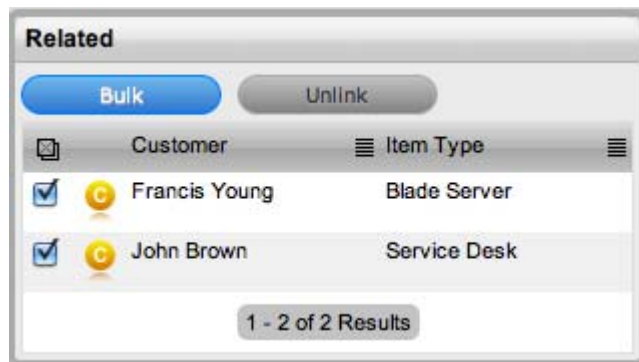 Related
Bulk Unlink
Customer Item Type
C Francis Young Blade Server
C John Brown Service Desk
1 - 2 of 2 Results